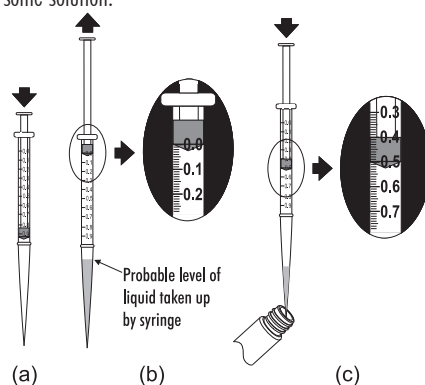 some solution.
0.0
0.1
0.2
0.3
0.4
0.5
0.6
0.7
Probable level of
liquid taken up
by syringe
(a) (b) (c)